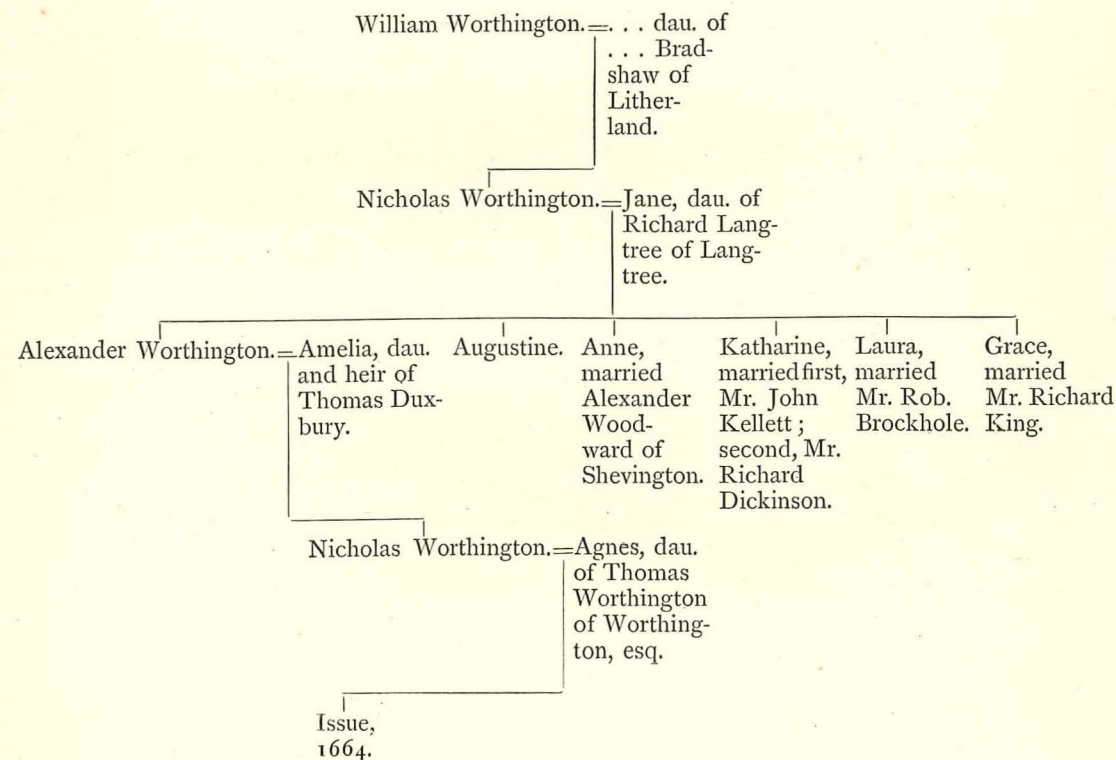 William Worthington.=. . . dau. of
. . . Brad-
shaw of
Lither-
land.
Nicholas Worthington.=Jane, dau. of
Richard Lang-
tree of Lang-
tree.
Alexander Worthington.=Amelia, dau.
and heir of
Thomas Dux-
bury.
Augustine.
Anne,
married
Alexander
Wood-
ward of
Shevington.
Katharine,
married first,
Mr. John
Kellett ;
second, Mr.
Richard
Dickinson.
Laura,
married
Mr. Rob.
Brockhole.
Grace,
married
Mr. Richard
King.
Nicholas Worthington.=Agnes, dau.
of Thomas
Worthington
of Worthing-
ton, esq.
Issue,
1664.